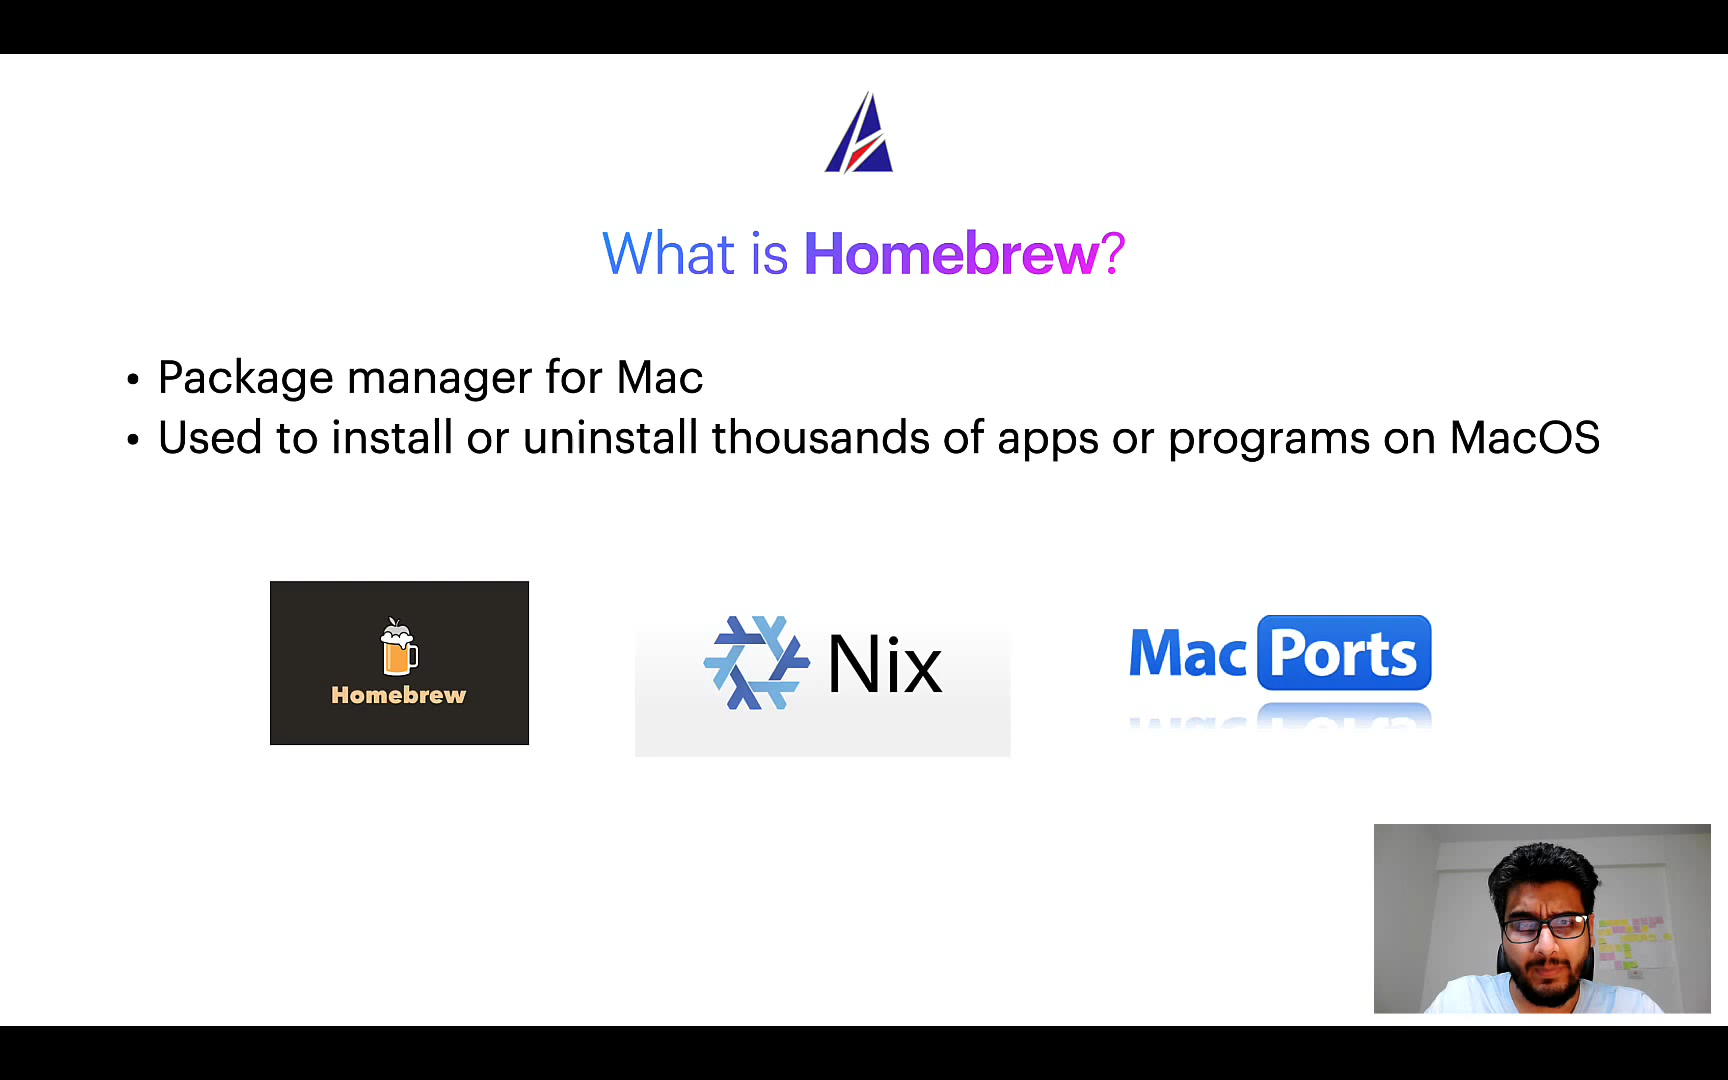 What is Homebrew?
• Package manager for Mac
• Used to install or uninstall thousands of apps or programs on MacOS
Homebrew
Nix
Mac Ports